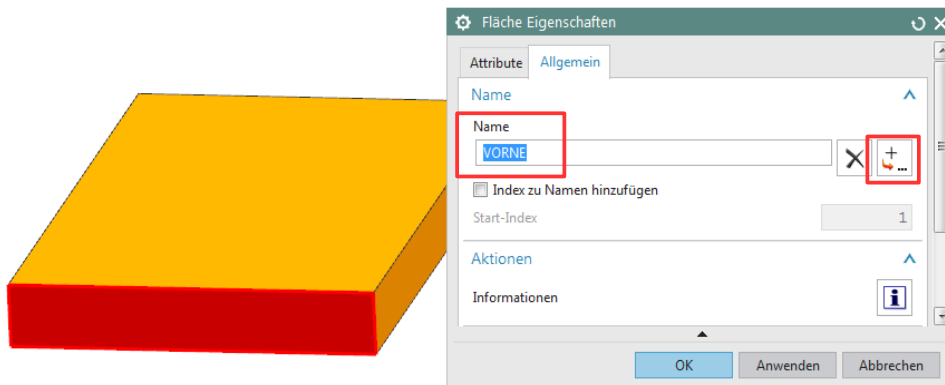 Fläche Eigenschaften
Attribute Allgemein
Name
Name
VORNE
Index zu Namen hinzufügen
Start-Index 1
Aktionen
Informationen
OK Anwenden Abbrechen